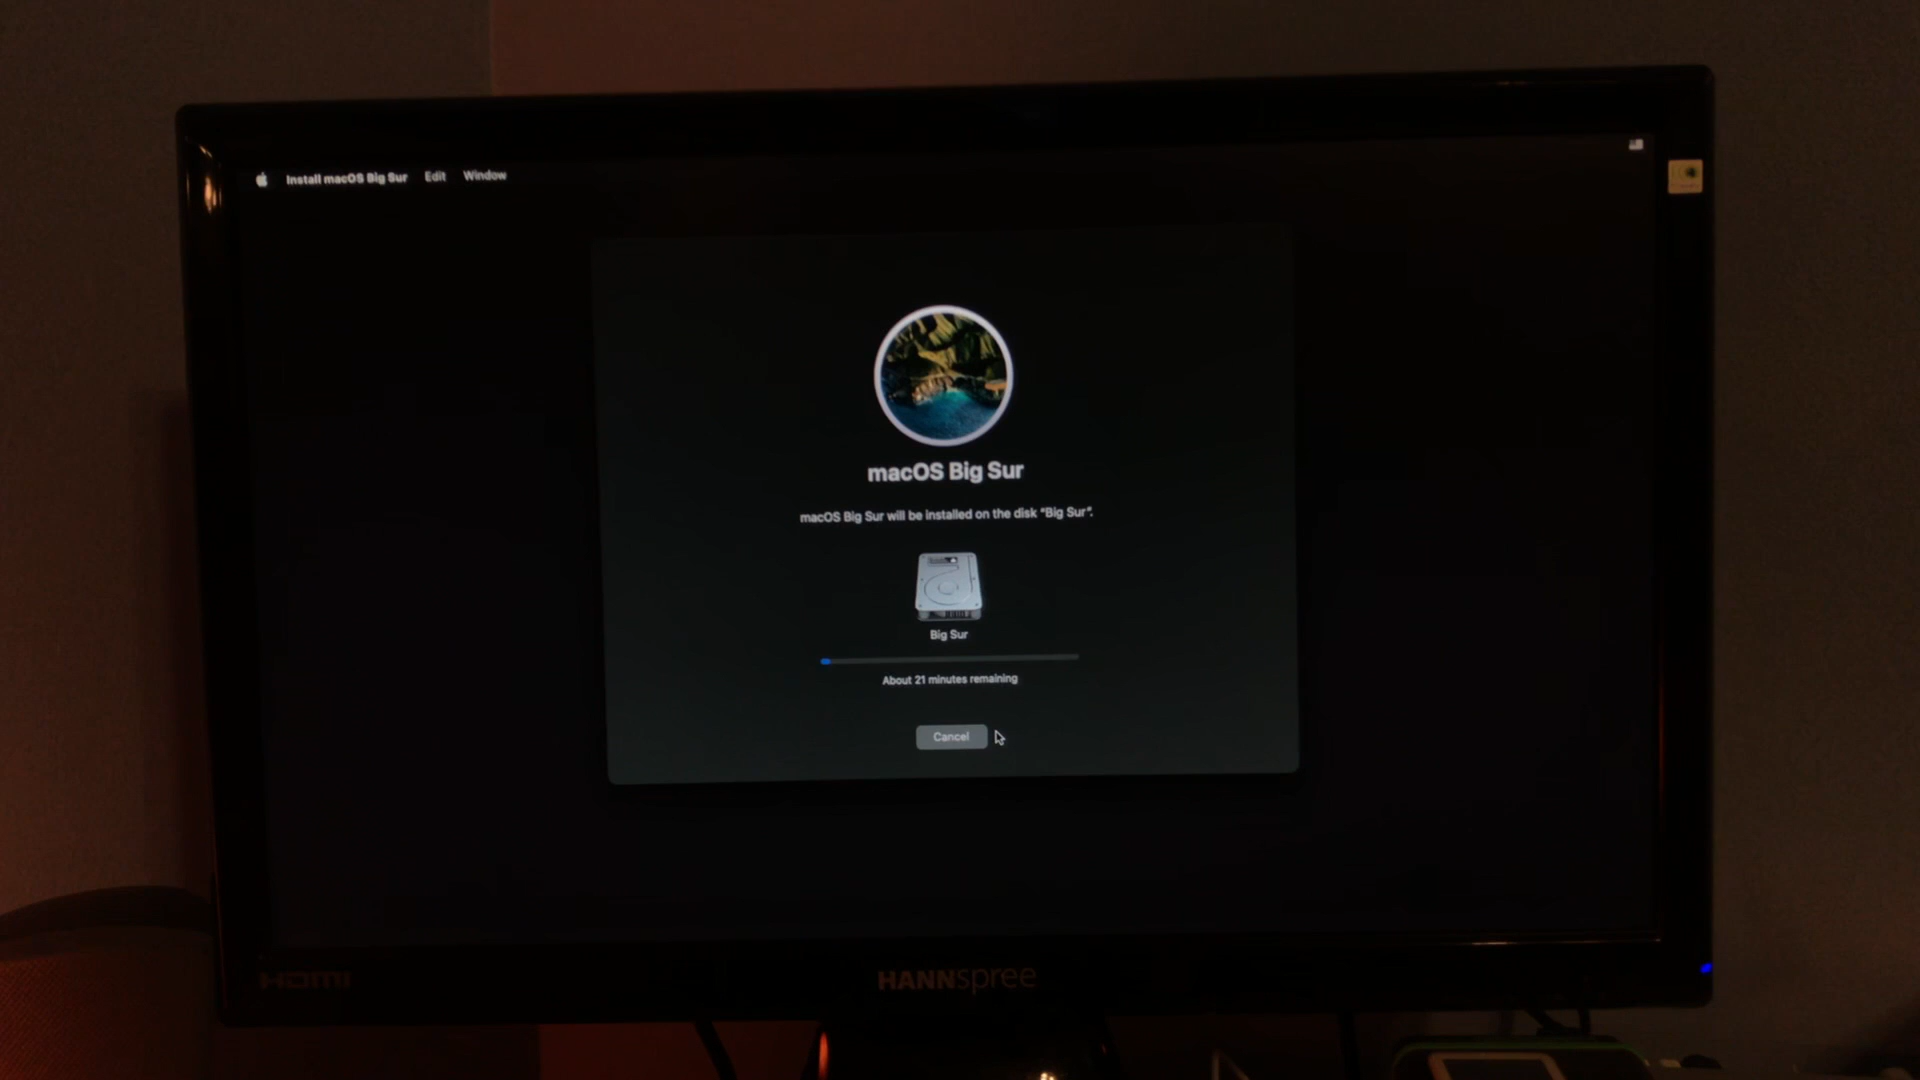 Install macOS Big Sur Edit Window
macOS Big Sur
macOS Big Sur will be installed on the disk “Big Sur”.
Big Sur
About 21 minutes remaining
Cancel
HDMI
HANNspree